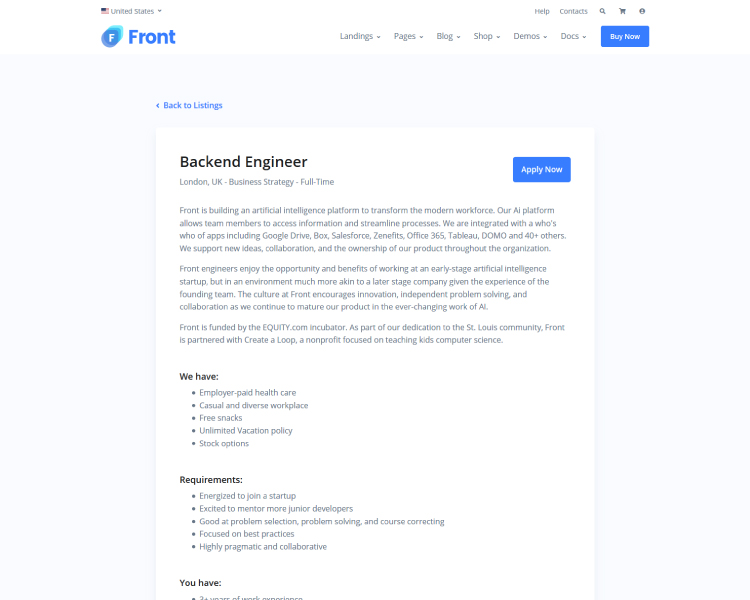 United States
Help Contacts
F Front
Landings Pages Blog Shop Demos Docs Buy Now
Back to Listings
Backend Engineer
Apply Now
London, UK - Business Strategy - Full-Time
Front is building an artificial intelligence platform to transform the modern workforce. Our Ai platform
allows team members to access information and streamline processes. We are integrated with a who's
who of apps including Google Drive, Box, Salesforce, Zenefits, Office 365, Tableau, DOMO and 40+ others.
We support new ideas, collaboration, and the ownership of our product throughout the organization.
Front engineers enjoy the opportunity and benefits of working at an early-stage artificial intelligence
startup, but in an environment much more akin to a later stage company given the experience of the
founding team. The culture at Front encourages innovation, independent problem solving, and
collaboration as we continue to mature our product in the ever-changing work of AI.
Front is funded by the EQUITY.com incubator. As part of our dedication to the St. Louis community, Front
is partnered with Create a Loop, a nonprofit focused on teaching kids computer science.
We have:
Employer-paid health care
Casual and diverse workplace
Free snacks
Unlimited Vacation policy
Stock options
Requirements:
Energized to join a startup
Excited to mentor more junior developers
Good at problem selection, problem solving, and course correcting
Focused on best practices
Highly pragmatic and collaborative
You have:
3+ years of work experience